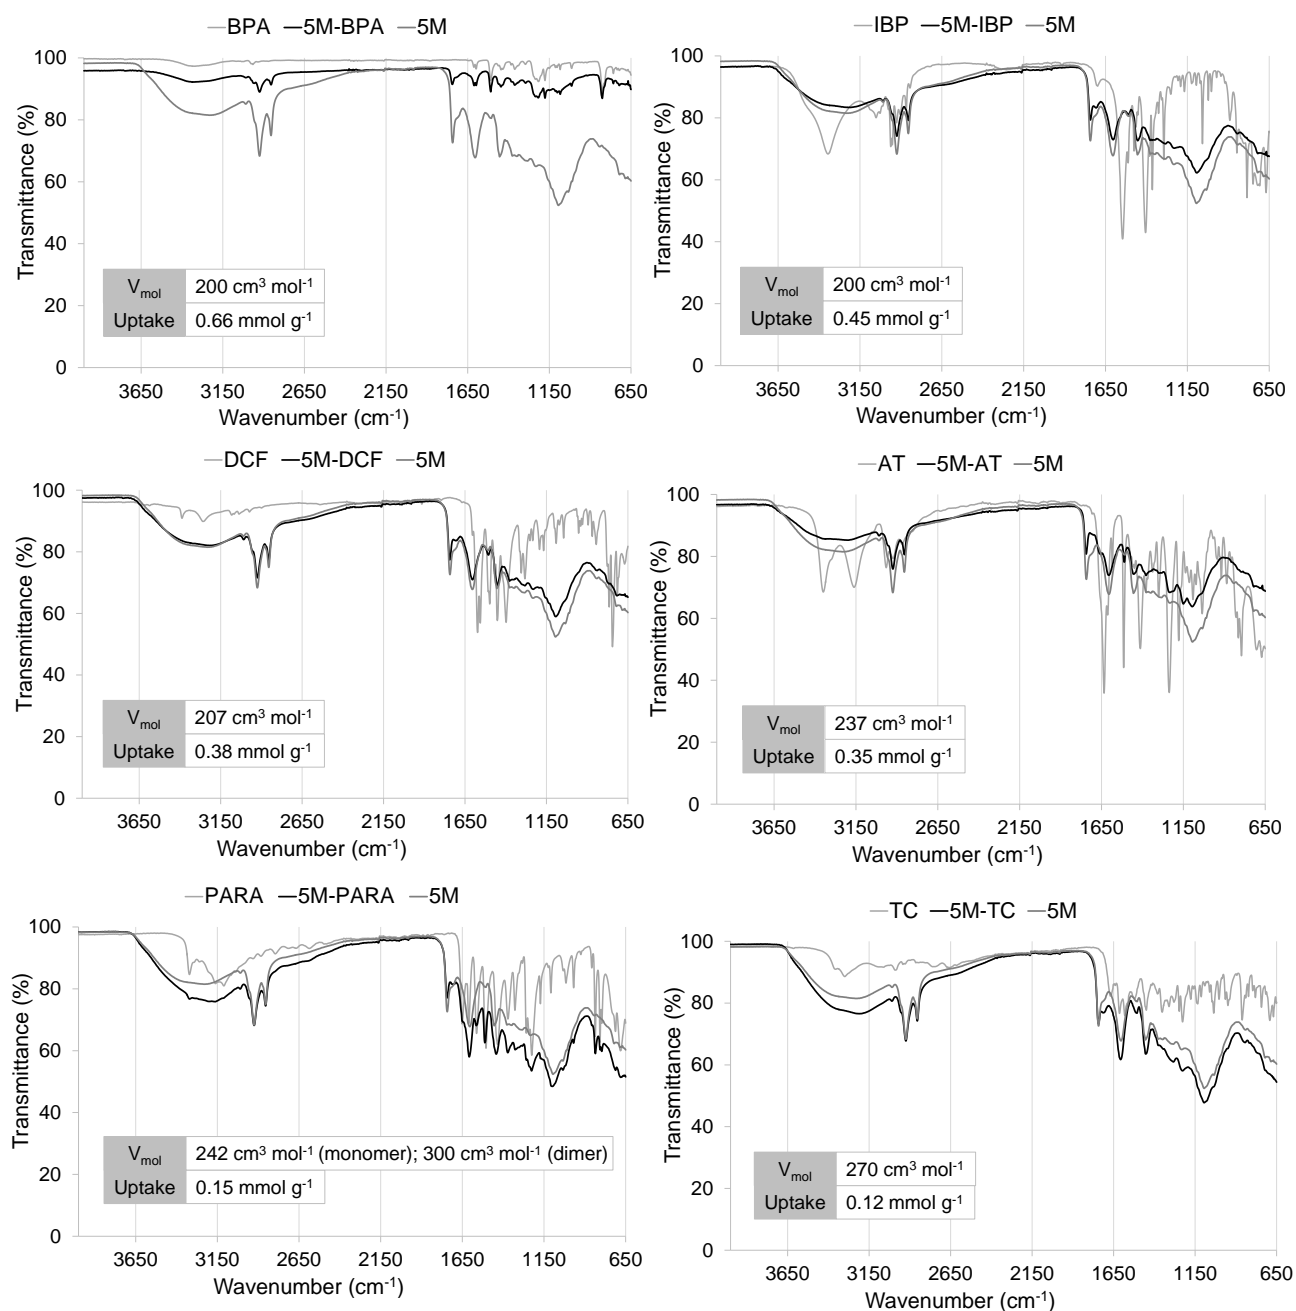 BPA 5M-BPA 5M
Transmittance (%)
100
80
60
40
20
0
V_mol 200 cm³ mol⁻¹
Uptake 0.66 mmol g⁻¹
3650 3150 2650 2150 1650 1150 650
Wavenumber (cm⁻¹)
IBP 5M-IBP 5M
Transmittance (%)
100
80
60
40
20
0
V_mol 200 cm³ mol⁻¹
Uptake 0.45 mmol g⁻¹
3650 3150 2650 2150 1650 1150 650
Wavenumber (cm⁻¹)
DCF 5M-DCF 5M
Transmittance (%)
100
80
60
40
20
0
V_mol 207 cm³ mol⁻¹
Uptake 0.38 mmol g⁻¹
3650 3150 2650 2150 1650 1150 650
Wavenumber (cm⁻¹)
AT 5M-AT 5M
Transmittance (%)
100
80
60
40
20
0
V_mol 237 cm³ mol⁻¹
Uptake 0.35 mmol g⁻¹
3650 3150 2650 2150 1650 1150 650
Wavenumber (cm⁻¹)
PARA 5M-PARA 5M
Transmittance (%)
100
80
60
40
20
0
V_mol 242 cm³ mol⁻¹ (monomer); 300 cm³ mol⁻¹ (dimer)
Uptake 0.15 mmol g⁻¹
3650 3150 2650 2150 1650 1150 650
Wavenumber (cm⁻¹)
TC 5M-TC 5M
Transmittance (%)
100
80
60
40
20
0
V_mol 270 cm³ mol⁻¹
Uptake 0.12 mmol g⁻¹
3650 3150 2650 2150 1650 1150 650
Wavenumber (cm⁻¹)